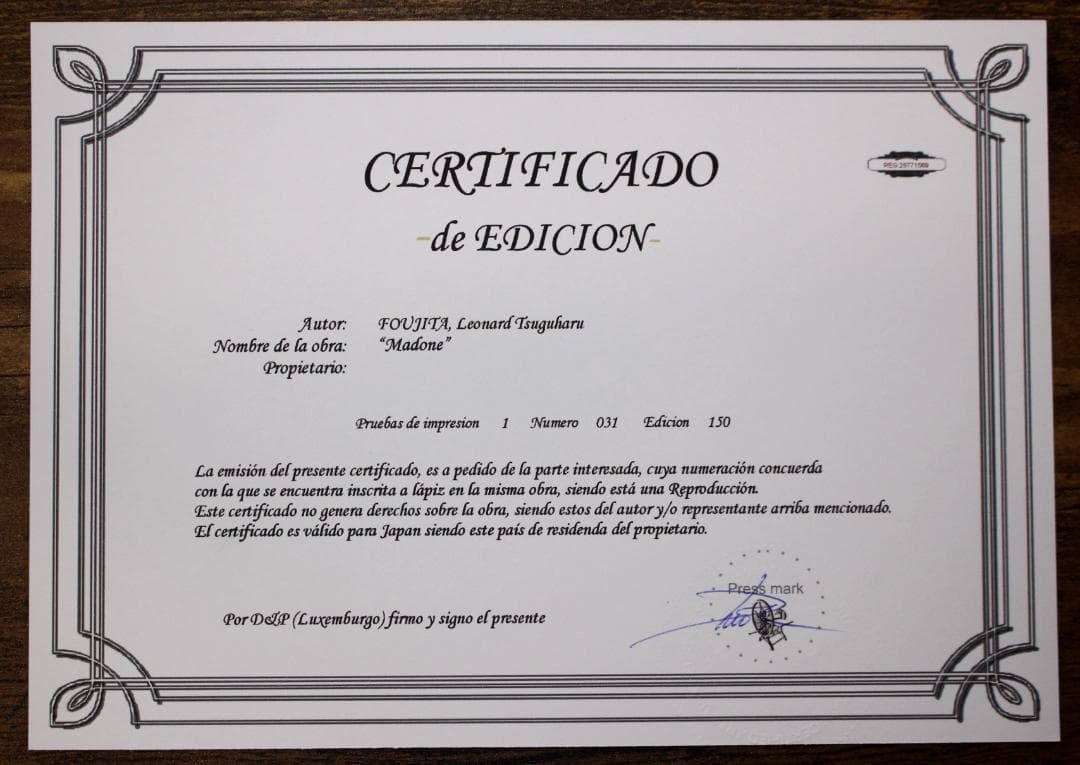 CERTIFICADO
REG 25771569
-de EDICION-
Autor: FOUJITA, Leonard Tsuguharu
Nombre de la obra: “Madone”
Propietario:
Pruebas de impresion 1 Numero 031 Edicion 150
La emisión del presente certificado, es a pedido de la parte interesada, cuya numeración concuerda
con la que se encuentra inscrita a lápiz en la misma obra, siendo está una Reproducción.
Este certificado no genera derechos sobre la obra, siendo estos del autor y/o representante arriba mencionado.
El certificado es válido para Japan siendo este país de residenda del propietario.
Press mark
Por D&P (Luxemburgo) firmo y signo el presente